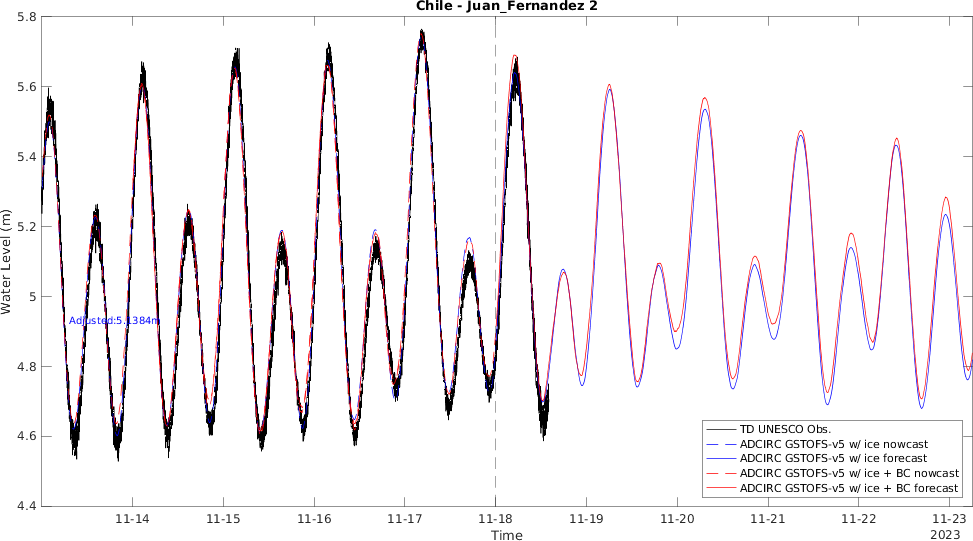 Chile - Juan_Fernandez 2
5.8
5.6
5.4
5.2
5
4.8
4.6
4.4
Water Level (m)
Adjusted:5.1384m
TD UNESCO Obs.
ADCIRC GSTOFS-v5 w/ ice nowcast
ADCIRC GSTOFS-v5 w/ ice forecast
ADCIRC GSTOFS-v5 w/ ice + BC nowcast
ADCIRC GSTOFS-v5 w/ ice + BC forecast
11-14 11-15 11-16 11-17 11-18 11-19 11-20 11-21 11-22 11-23
Time 2023